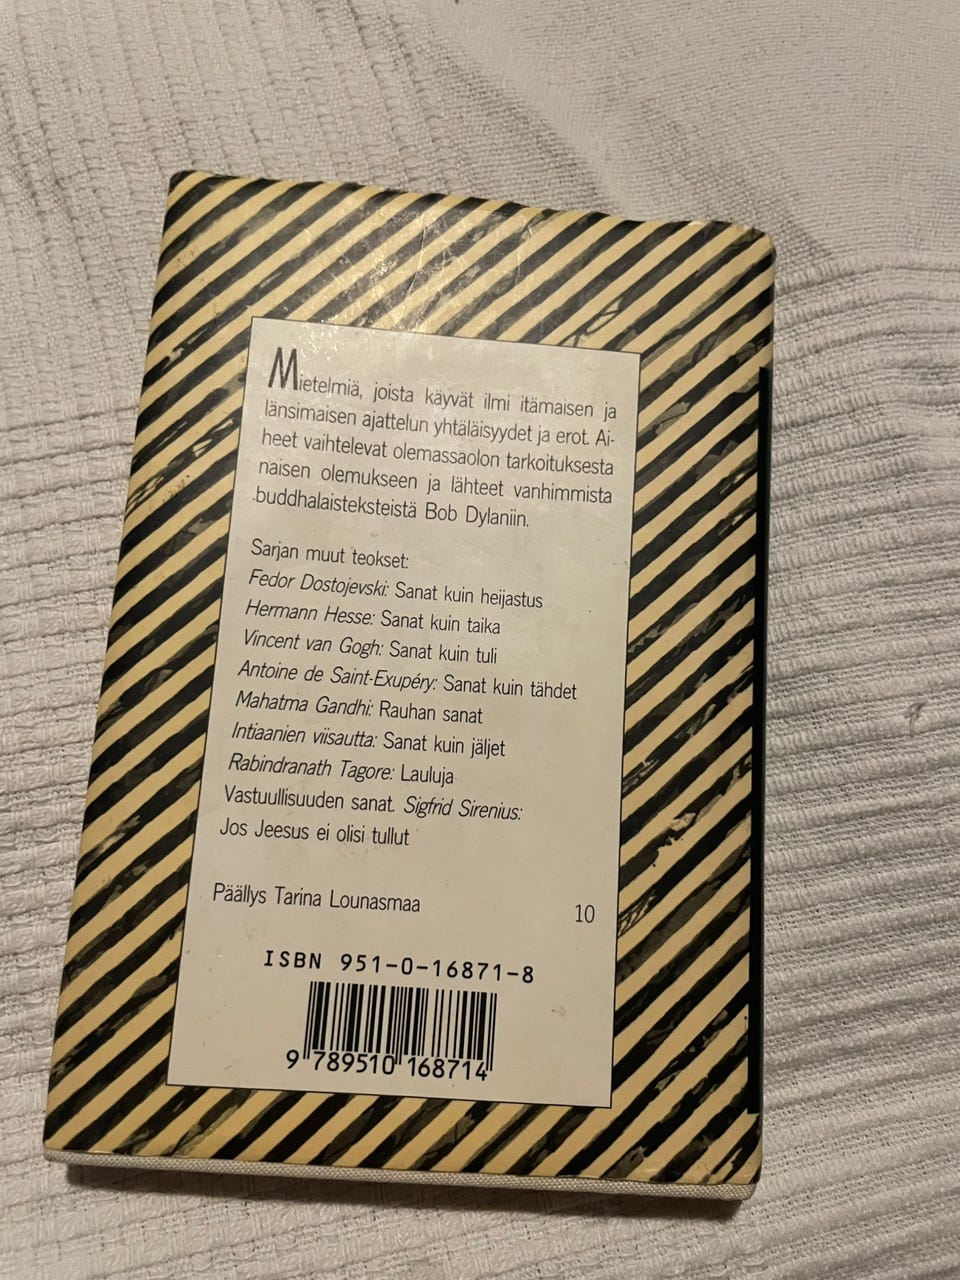 Mietelmiä, joista käyvät ilmi itämaisen ja
länsimaisen ajattelun yhtäläisyydet ja erot. Ai-
heet vaihtelevat olemassaolon tarkoituksesta
naisen olemukseen ja lähteet vanhimmista
buddhalaisteksteistä Bob Dylaniin.
Sarjan muut teokset:
Fedor Dostojevski: Sanat kuin heijastus
Hermann Hesse: Sanat kuin taika
Vincent van Gogh: Sanat kuin tuli
Antoine de Saint-Exupéry: Sanat kuin tähdet
Mahatma Gandhi: Rauhan sanat
Intiaanien viisautta: Sanat kuin jäljet
Rabindranath Tagore: Lauluja
Vastuullisuuden sanat. Sigfrid Sirenius:
Jos Jeesus ei olisi tullut
Päällys Tarina Lounasmaa
10
ISBN 951-0-16871-8
9 789510 168714